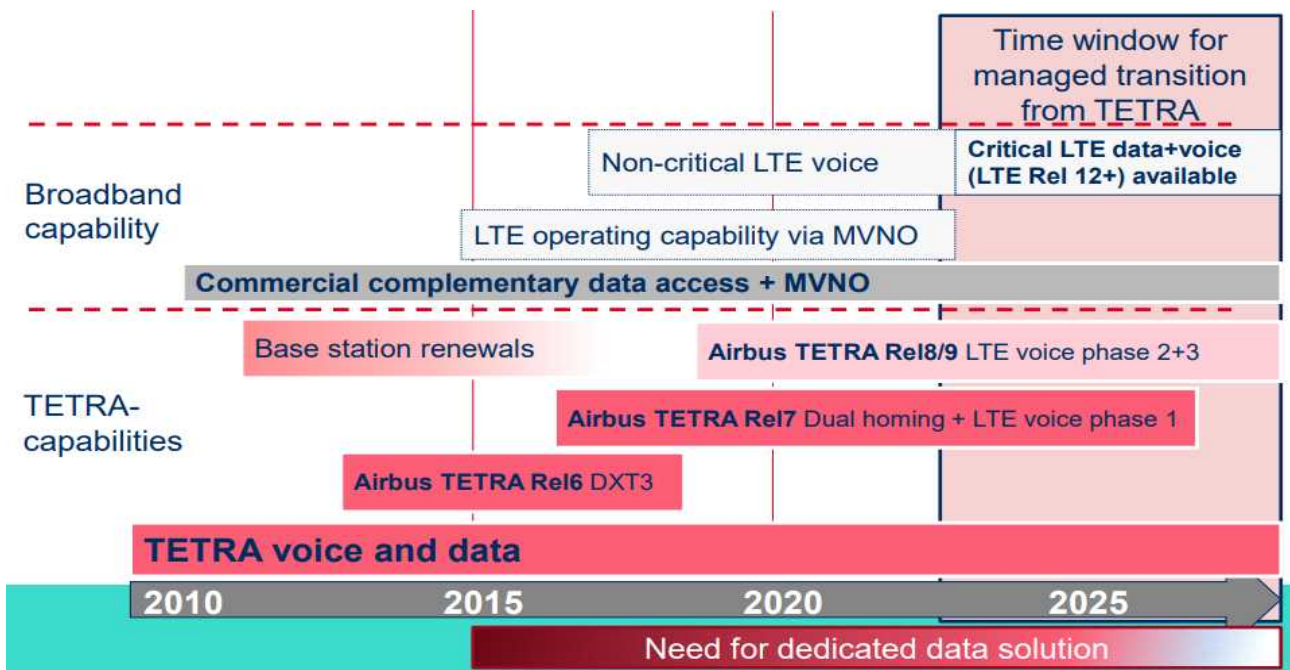 Time window for
managed transition
from TETRA
Non-critical LTE voice
Critical LTE data+voice
(LTE Rel 12+) available
Broadband
capability
LTE operating capability via MVNO
Commercial complementary data access + MVNO
Base station renewals
Airbus TETRA Rel8/9 LTE voice phase 2+3
TETRA-
capabilities
Airbus TETRA Rel7 Dual homing + LTE voice phase 1
Airbus TETRA Rel6 DXT3
TETRA voice and data
2010 2015 2020 2025
Need for dedicated data solution